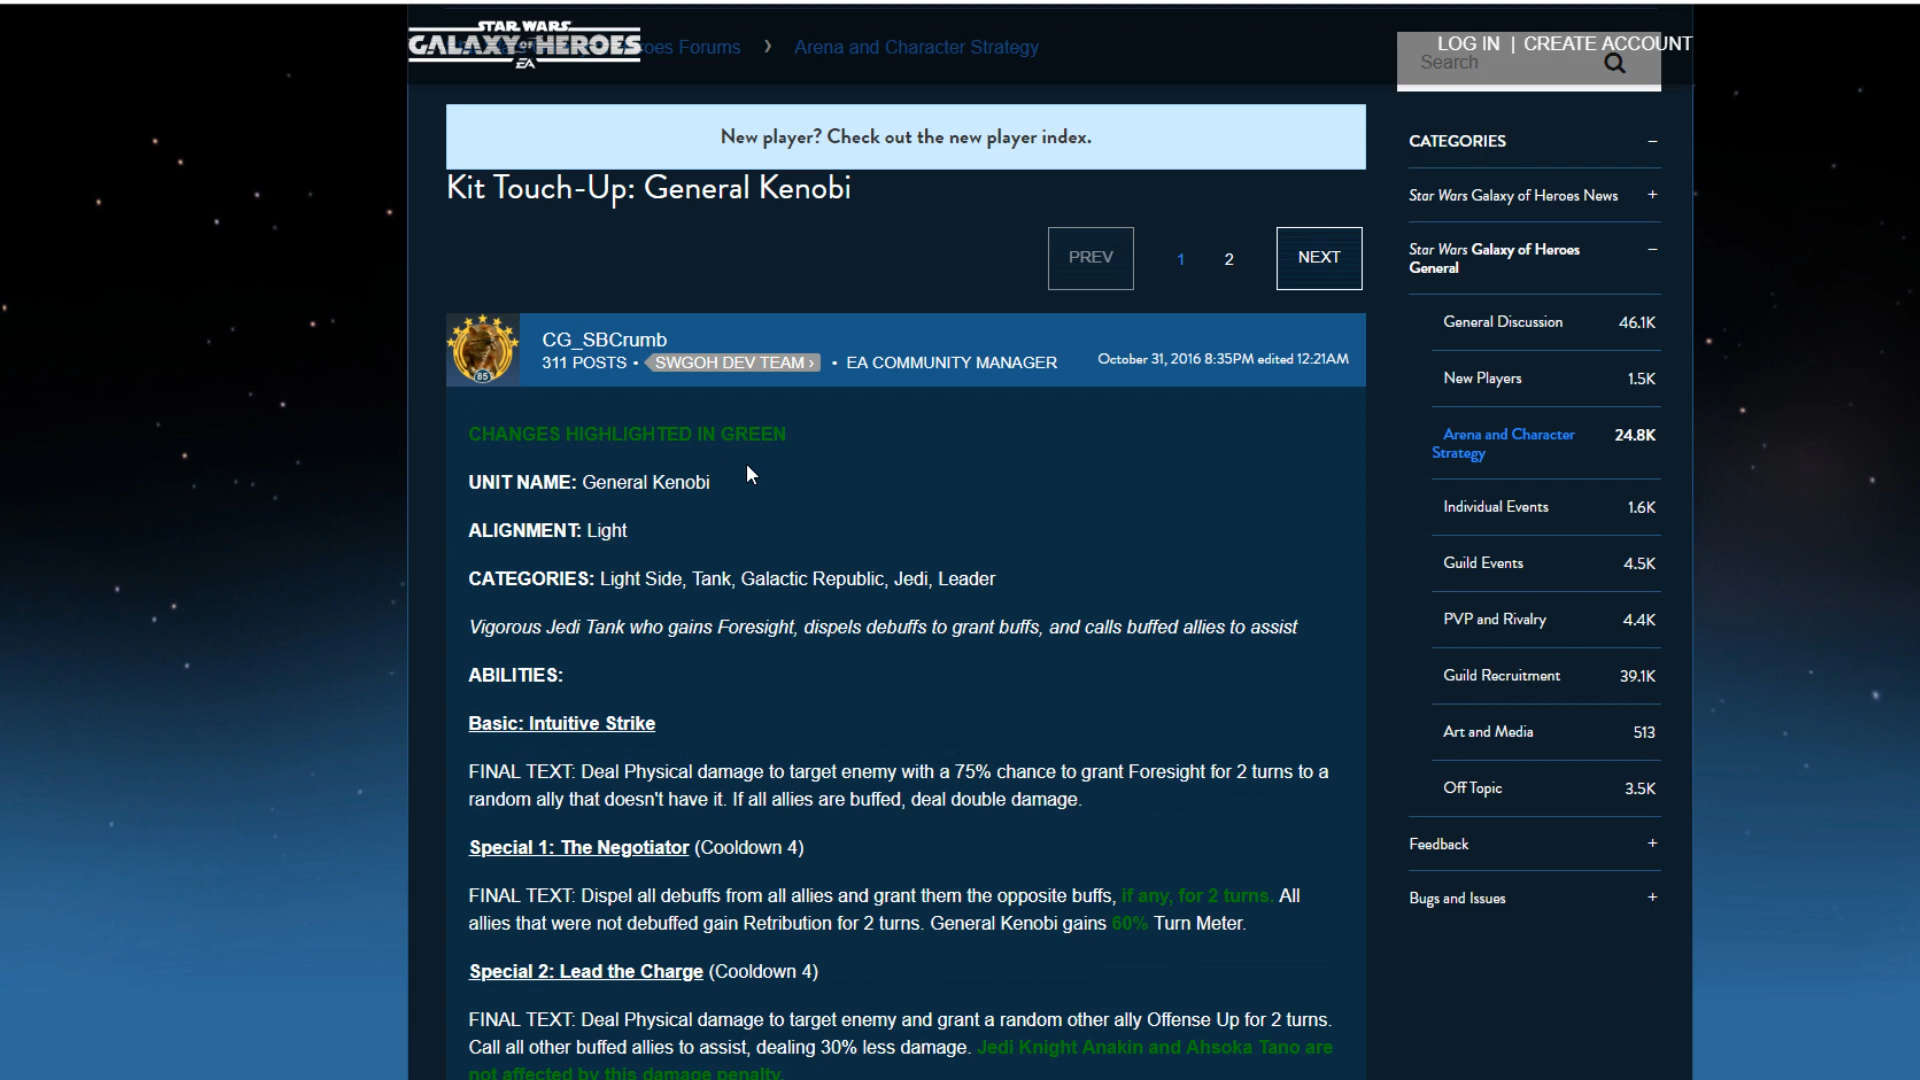 STAR WARS
GALAXY OF HEROES
EA
oes Forums › Arena and Character Strategy
LOG IN | CREATE ACCOUNT
Search
New player? Check out the new player index.
Kit Touch-Up: General Kenobi
PREV 1 2 NEXT
CG_SBCrumb
311 POSTS • SWGOH DEV TEAM › • EA COMMUNITY MANAGER
October 31, 2016 8:35PM edited 12:21AM
85
CHANGES HIGHLIGHTED IN GREEN
UNIT NAME: General Kenobi
ALIGNMENT: Light
CATEGORIES: Light Side, Tank, Galactic Republic, Jedi, Leader
Vigorous Jedi Tank who gains Foresight, dispels debuffs to grant buffs, and calls buffed allies to assist
ABILITIES:
Basic: Intuitive Strike
FINAL TEXT: Deal Physical damage to target enemy with a 75% chance to grant Foresight for 2 turns to a
random ally that doesn't have it. If all allies are buffed, deal double damage.
Special 1: The Negotiator (Cooldown 4)
FINAL TEXT: Dispel all debuffs from all allies and grant them the opposite buffs, if any, for 2 turns. All
allies that were not debuffed gain Retribution for 2 turns. General Kenobi gains 60% Turn Meter.
Special 2: Lead the Charge (Cooldown 4)
FINAL TEXT: Deal Physical damage to target enemy and grant a random other ally Offense Up for 2 turns.
Call all other buffed allies to assist, dealing 30% less damage. Jedi Knight Anakin and Ahsoka Tano are
not affected by this damage penalty.
CATEGORIES –
Star Wars Galaxy of Heroes News +
Star Wars Galaxy of Heroes –
General
General Discussion 46.1K
New Players 1.5K
Arena and Character 24.8K
Strategy
Individual Events 1.6K
Guild Events 4.5K
PVP and Rivalry 4.4K
Guild Recruitment 39.1K
Art and Media 513
Off Topic 3.5K
Feedback +
Bugs and Issues +